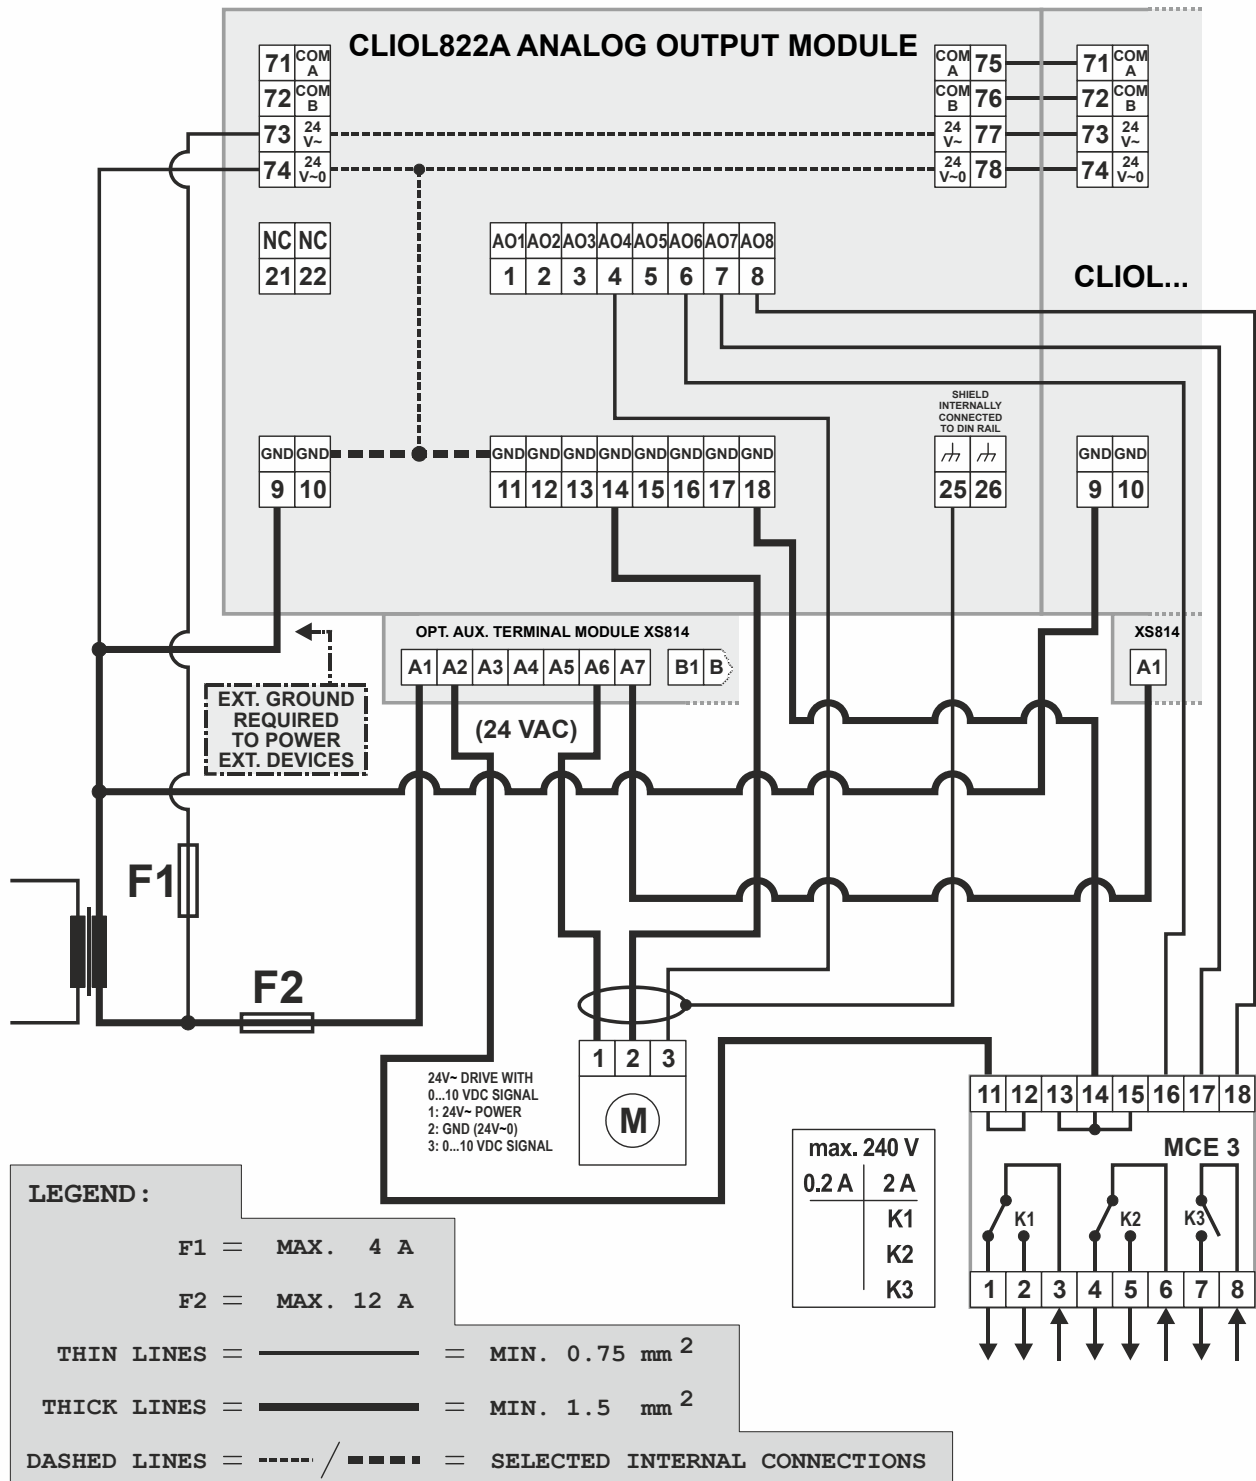 CLIOL822A ANALOG OUTPUT MODULE
71 COM A
72 COM B
73 24 V~
74 24 V~0
COM A 75
COM B 76
24 V~ 77
24 V~0 78
71 COM A
72 COM B
73 24 V~
74 24 V~0
NC NC
21 22
AO1 AO2 AO3 AO4 AO5 AO6 AO7 AO8
1 2 3 4 5 6 7 8
CLIOL...
SHIELD
INTERNALLY
CONNECTED
TO DIN RAIL
GND GND
9 10
GND GND GND GND GND GND GND GND
11 12 13 14 15 16 17 18
25 26
GND GND
9 10
OPT. AUX. TERMINAL MODULE XS814
A1 A2 A3 A4 A5 A6 A7 B1 B
XS814
A1
(24 VAC)
EXT. GROUND
REQUIRED
TO POWER
EXT. DEVICES
F1
F2
1 2 3
M
24V~ DRIVE WITH
0...10 VDC SIGNAL
1: 24V~ POWER
2: GND (24V~0)
3: 0...10 VDC SIGNAL
11 12 13 14 15 16 17 18
MCE 3
K1 K2 K3
1 2 3 4 5 6 7 8
max. 240 V
0.2 A 2 A
K1
K2
K3
LEGEND:
F1 = MAX. 4 A
F2 = MAX. 12 A
THIN LINES = = MIN. 0.75 mm²
THICK LINES = = MIN. 1.5 mm²
DASHED LINES = / = SELECTED INTERNAL CONNECTIONS